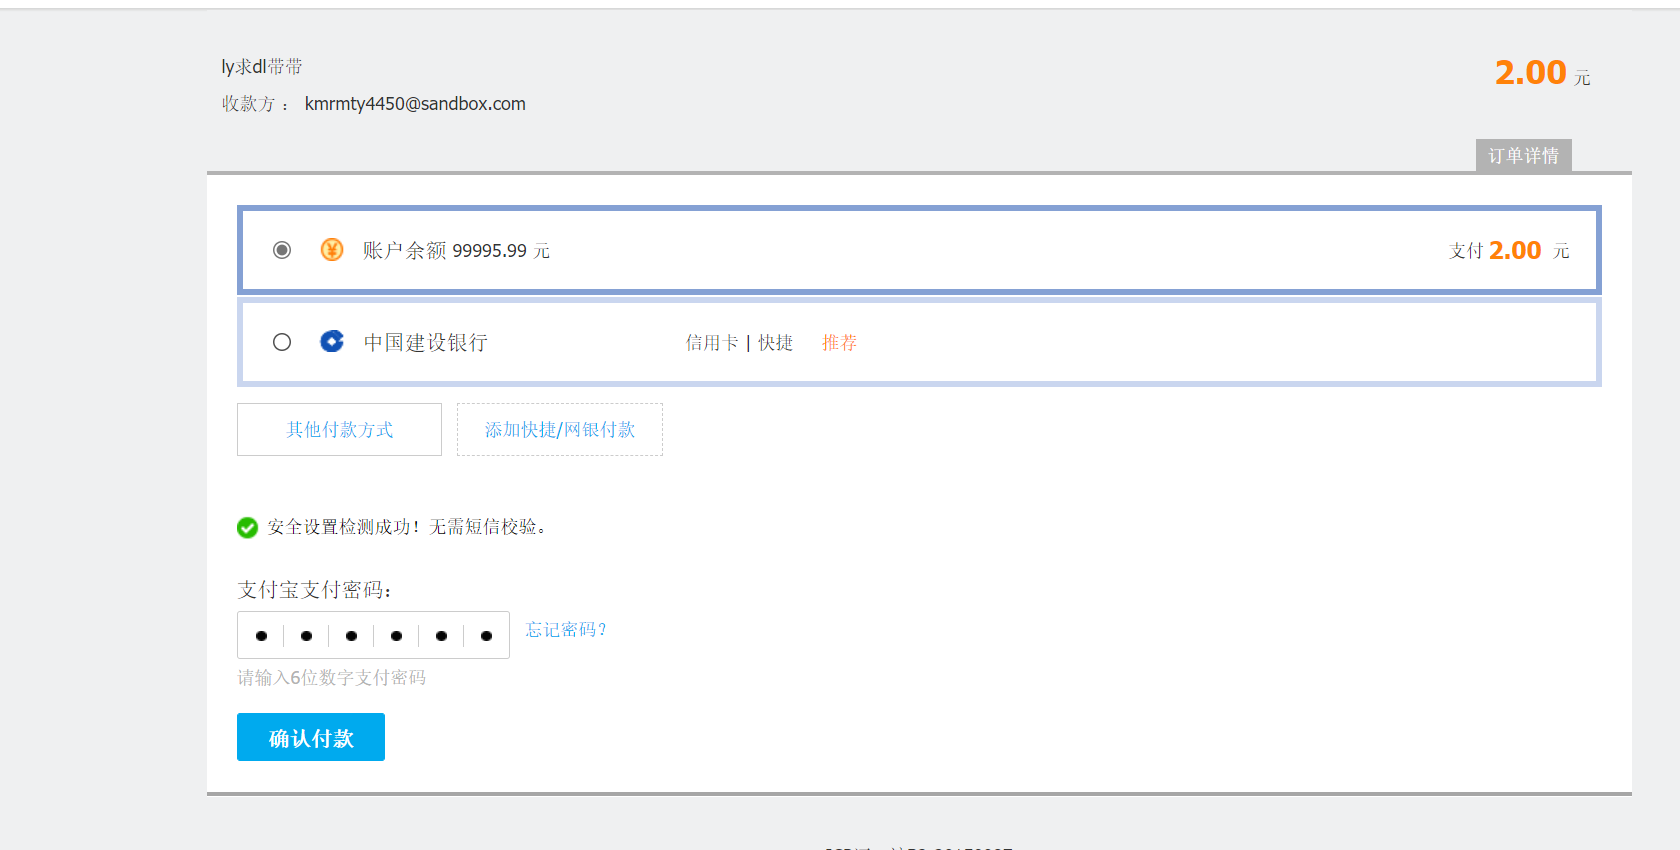 ly求dl带带
2.00 元
收款方 ： kmrmty4450@sandbox.com
订单详情
账户余额 99995.99 元 支付 2.00 元
中国建设银行 信用卡 | 快捷 推荐
其他付款方式 添加快捷/网银付款
安全设置检测成功！无需短信校验。
支付宝支付密码：
忘记密码？
请输入6位数字支付密码
确认付款